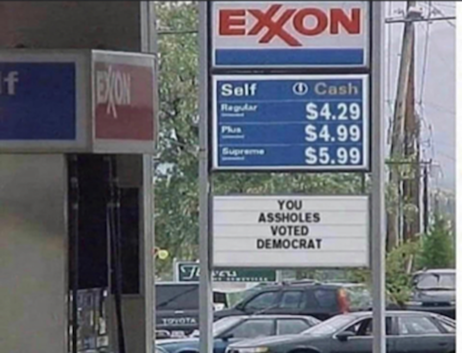 EXXON
Self Cash
Regular $4.29
Plus $4.99
Supreme $5.99
YOU
ASSHOLES
VOTED
DEMOCRAT
f
EXXON
TOYOTA